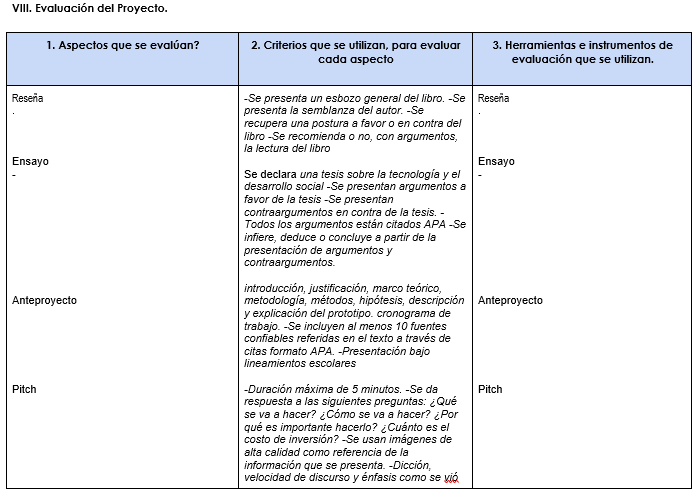 VIII. Evaluación del Proyecto.
1. Aspectos que se evalúan?
2. Criterios que se utilizan, para evaluar
cada aspecto
3. Herramientas e instrumentos de
evaluación que se utilizan.
Reseña
.
Ensayo
-
Anteproyecto
Pitch
-Se presenta un esbozo general del libro. -Se
presenta la semblanza del autor. -Se
recupera una postura a favor o en contra del
libro -Se recomienda o no, con argumentos,
la lectura del libro
Se declara una tesis sobre la tecnología y el
desarrollo social -Se presentan argumentos a
favor de la tesis -Se presentan
contraargumentos en contra de la tesis. -
Todos los argumentos están citados APA -Se
infiere, deduce o concluye a partir de la
presentación de argumentos y
contraargumentos.
introducción, justificación, marco teórico,
metodología, métodos, hipótesis, descripción
y explicación del prototipo. cronograma de
trabajo. -Se incluyen al menos 10 fuentes
confiables referidas en el texto a través de
citas formato APA. -Presentación bajo
lineamientos escolares
-Duración máxima de 5 minutos. -Se da
respuesta a las siguientes preguntas: ¿Qué
se va a hacer? ¿Cómo se va a hacer? ¿Por
qué es importante hacerlo? ¿Cuánto es el
costo de inversión? -Se usan imágenes de
alta calidad como referencia de la
información que se presenta. -Dicción,
velocidad de discurso y énfasis como se vió
Reseña
.
Ensayo
-
Anteproyecto
Pitch